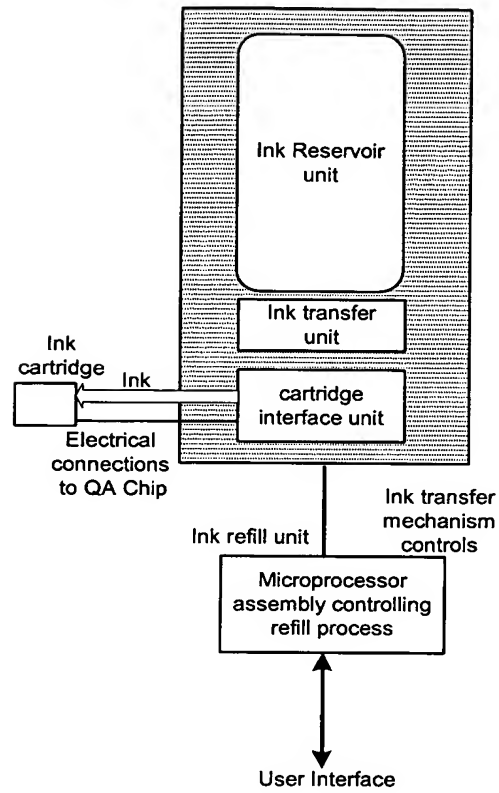 Ink Reservoir
unit
Ink transfer
unit
Ink
cartridge
Ink
cartridge
interface unit
Electrical
connections
to QA Chip
Ink transfer
mechanism
controls
Ink refill unit
Microprocessor
assembly controlling
refill process
User Interface